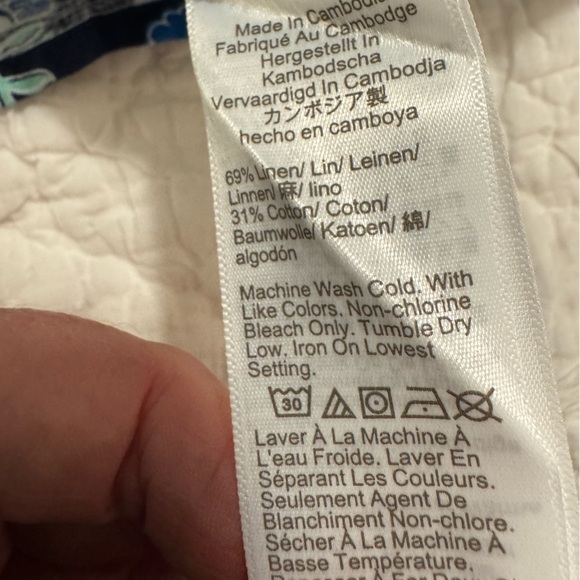 Made In Cambodia
Fabriqué Au Cambodge
Hergestellt In
Kambodscha
Vervaardigd In Cambodja
カンボジア製
hecho en camboya
69% Linen/ Lin/ Leinen/
Linnen/ 麻/ lino
31% Cotton/ Coton/
Baumwolle/ Katoen/ 綿/
algodón
Machine Wash Cold. With
Like Colors. Non-chlorine
Bleach Only. Tumble Dry
Low. Iron On Lowest
Setting.
30
Laver À La Machine À
L'eau Froide. Laver En
Séparant Les Couleurs.
Seulement Agent De
Blanchiment Non-chlore.
Sécher À La Machine À
Basse Température.